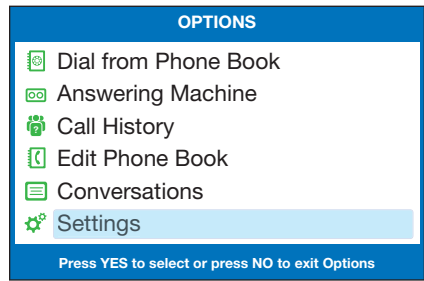 OPTIONS
Dial from Phone Book
Answering Machine
Call History
Edit Phone Book
Conversations
Settings
Press YES to select or press NO to exit Options